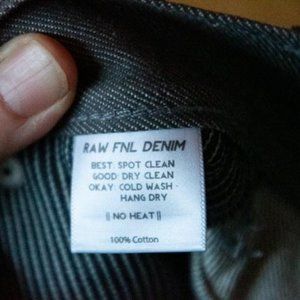 RAW FNL DENIM
BEST: SPOT CLEAN
GOOD: DRY CLEAN
OKAY: COLD WASH -
HANG DRY
|| NO HEAT ||
100% Cotton